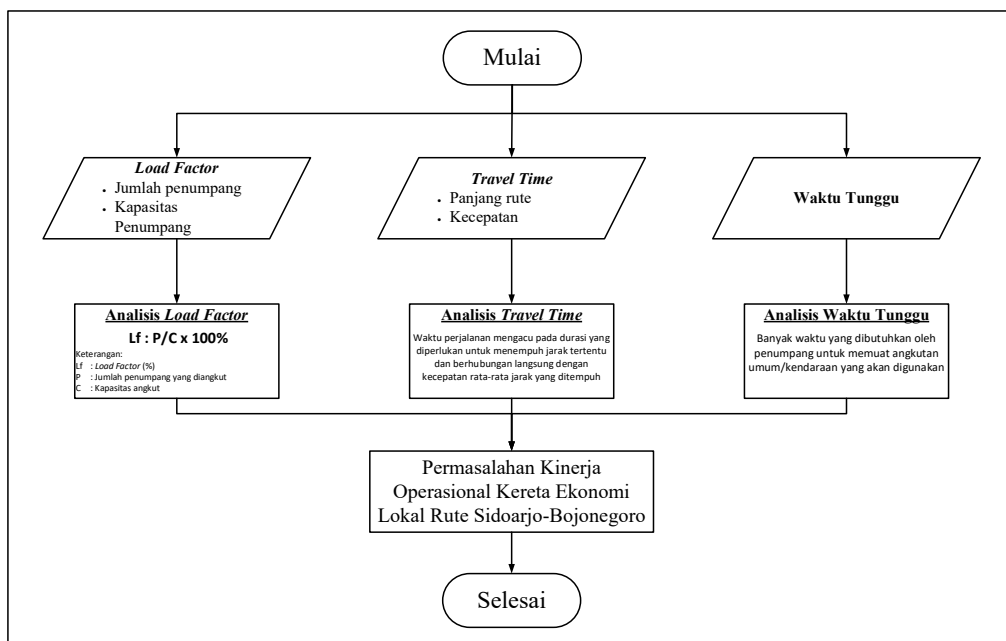 Mulai
Load Factor
• Jumlah penumpang
• Kapasitas
Penumpang
Travel Time
• Panjang rute
• Kecepatan
Waktu Tunggu
Analisis Load Factor
Lf : P/C x 100%
Keterangan:
Lf : Load Factor (%)
P : Jumlah penumpang yang diangkut
C : Kapasitas angkut
Analisis Travel Time
Waktu perjalanan mengacu pada durasi yang
diperlukan untuk menempuh jarak tertentu
dan berhubungan langsung dengan
kecepatan rata-rata jarak yang ditempuh
Analisis Waktu Tunggu
Banyak waktu yang dibutuhkan oleh
penumpang untuk memuat angkutan
umum/kendaraan yang akan digunakan
Permasalahan Kinerja
Operasional Kereta Ekonomi
Lokal Rute Sidoarjo-Bojonegoro
Selesai